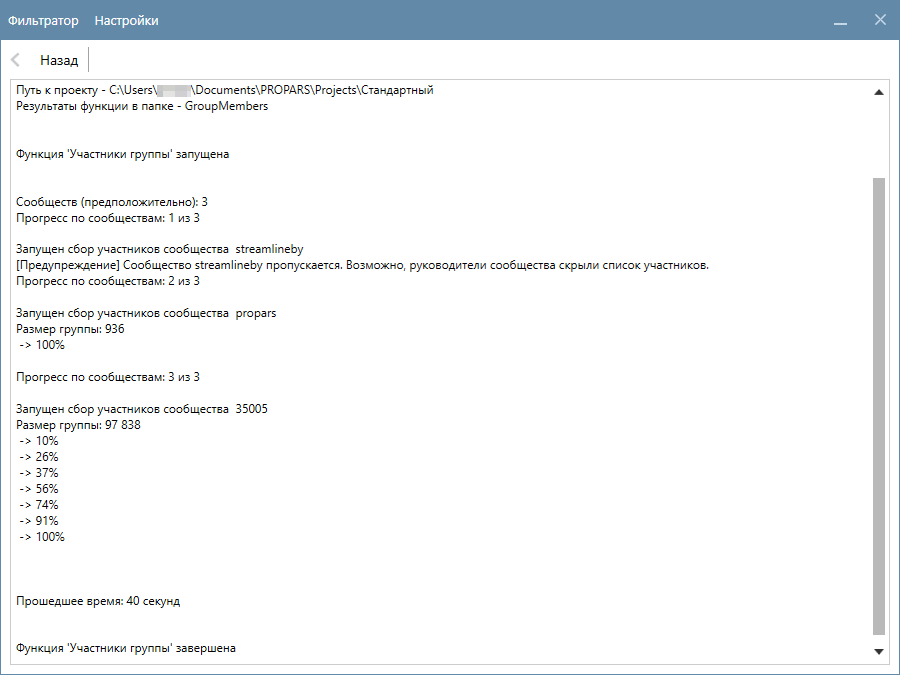 Фильтратор Настройки
Назад
Путь к проекту - C:\Users\ \Documents\PROPARS\Projects\Стандартный
Результаты функции в папке - GroupMembers
Функция 'Участники группы' запущена
Сообществ (предположительно): 3
Прогресс по сообществам: 1 из 3
Запущен сбор участников сообщества  streamlineby
[Предупреждение] Сообщество streamlineby пропускается. Возможно, руководители сообщества скрыли список участников.
Прогресс по сообществам: 2 из 3
Запущен сбор участников сообщества  propars
Размер группы: 936
-> 100%
Прогресс по сообществам: 3 из 3
Запущен сбор участников сообщества  35005
Размер группы: 97 838
-> 10%
-> 26%
-> 37%
-> 56%
-> 74%
-> 91%
-> 100%
Прошедшее время: 40 секунд
Функция 'Участники группы' завершена